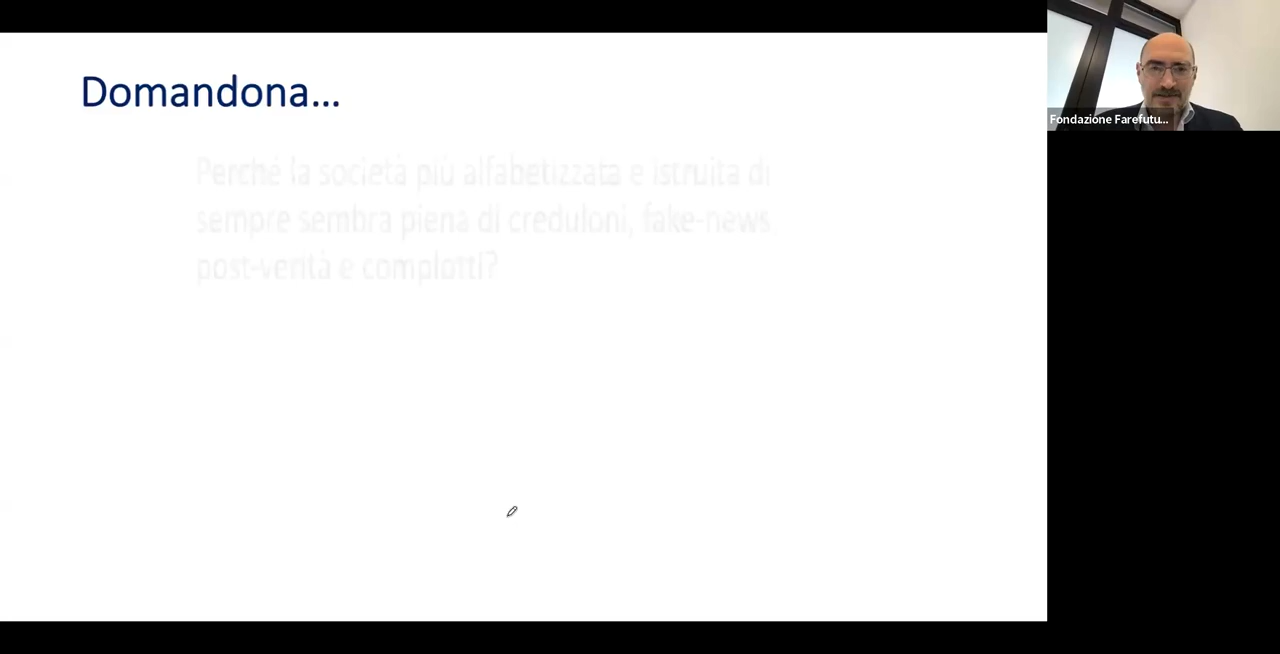 Domandona...
Perché la società più alfabetizzata e istruita di
sempre sembra piena di creduloni, fake-news,
post-verità e complotti?
Fondazione Farefutu...